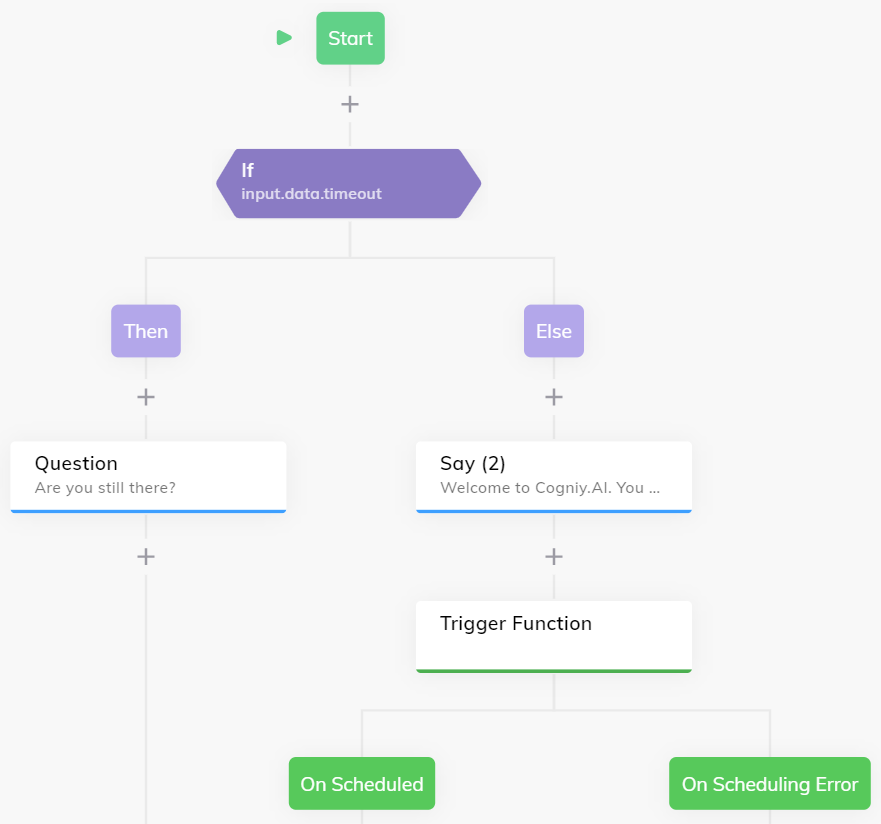 Start
If
input.data.timeout
Then
Else
Question
Are you still there?
Say (2)
Welcome to Cogniy.AI. You ...
Trigger Function
On Scheduled
On Scheduling Error